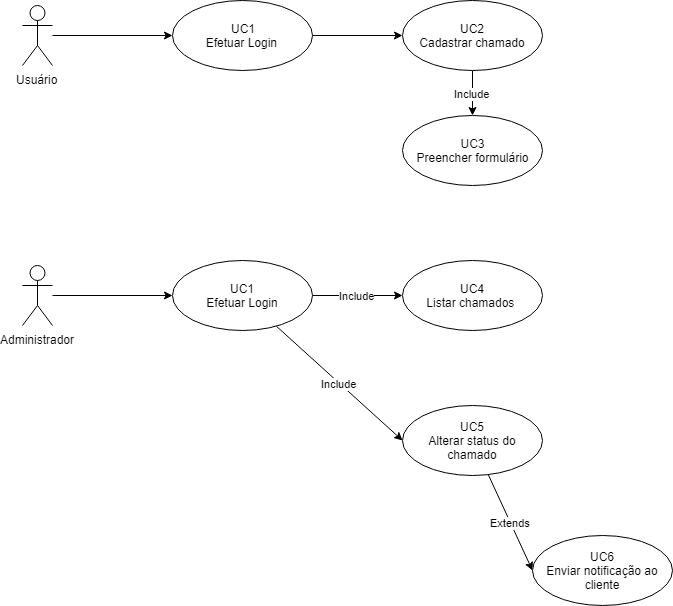 UC1
Efetuar Login
UC2
Cadastrar chamado
Usuário
Include
UC3
Preencher formulário
UC1
Efetuar Login
Include
UC4
Listar chamados
Administrador
Include
UC5
Alterar status do
chamado
Extends
UC6
Enviar notificação ao
cliente